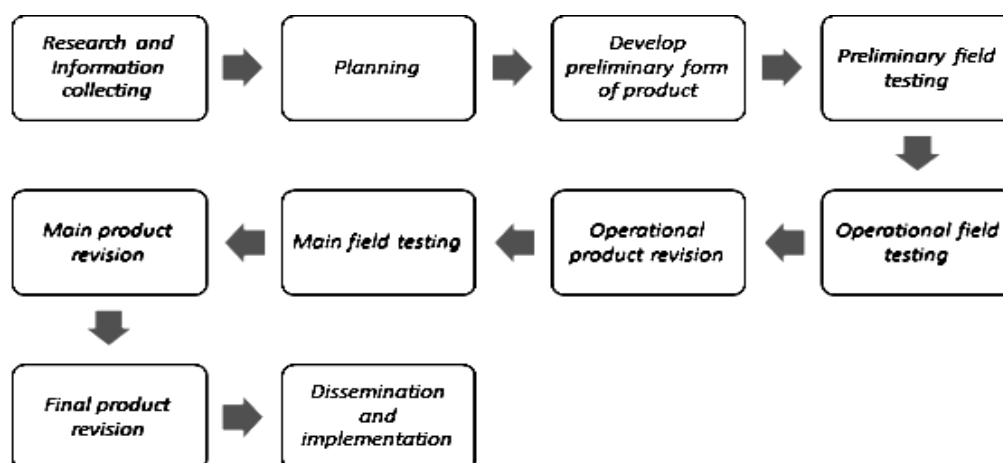 Research and
Information
collecting
Planning
Develop
preliminary form
of product
Preliminary field
testing
Operational field
testing
Operational
product revision
Main field testing
Main product
revision
Final product
revision
Dissemination
and
implementation